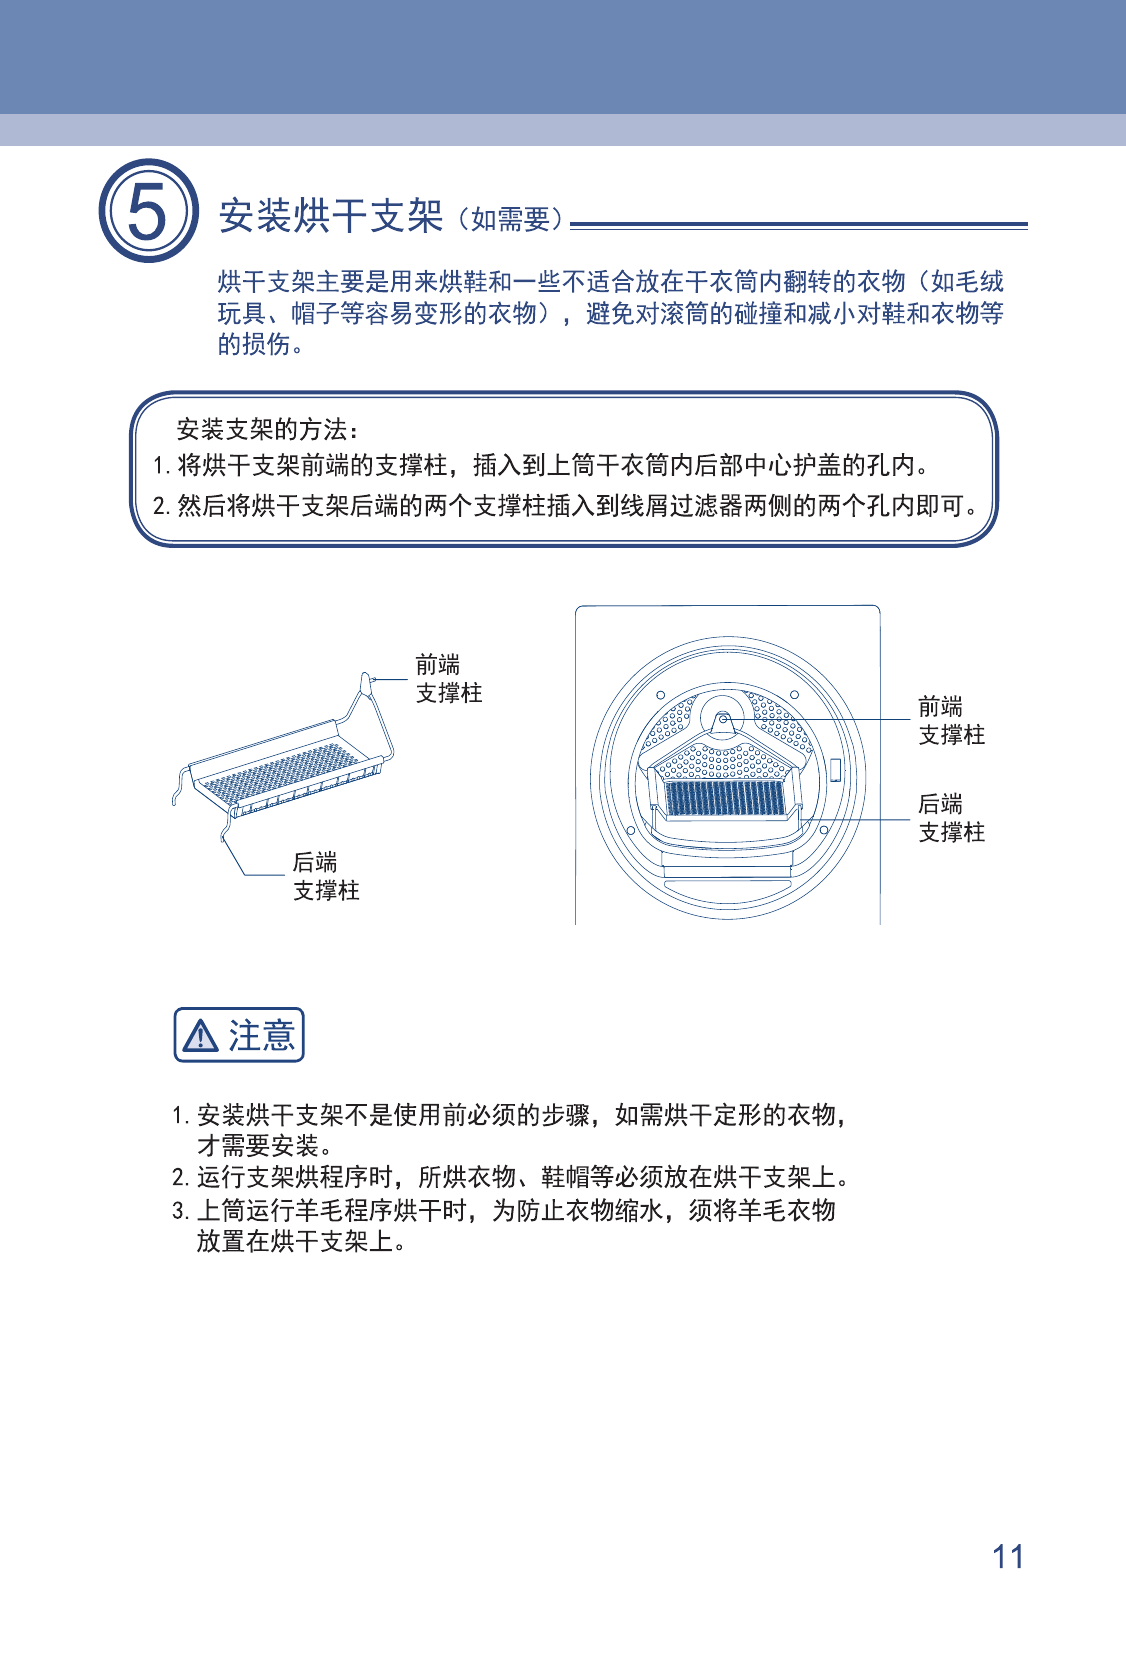 5 安装烘干支架（如需要）
烘干支架主要是用来烘鞋和一些不适合放在干衣筒内翻转的衣物（如毛绒
玩具、帽子等容易变形的衣物），避免对滚筒的碰撞和减小对鞋和衣物等
的损伤。
安装支架的方法：
1. 将烘干支架前端的支撑柱，插入到上筒干衣筒内后部中心护盖的孔内。
2. 然后将烘干支架后端的两个支撑柱插入到线屑过滤器两侧的两个孔内即可。
前端
支撑柱
后端
支撑柱
前端
支撑柱
后端
支撑柱
注意
1. 安装烘干支架不是使用前必须的步骤，如需烘干定形的衣物，
才需要安装。
2. 运行支架烘程序时，所烘衣物、鞋帽等必须放在烘干支架上。
3. 上筒运行羊毛程序烘干时，为防止衣物缩水，须将羊毛衣物
放置在烘干支架上。
11